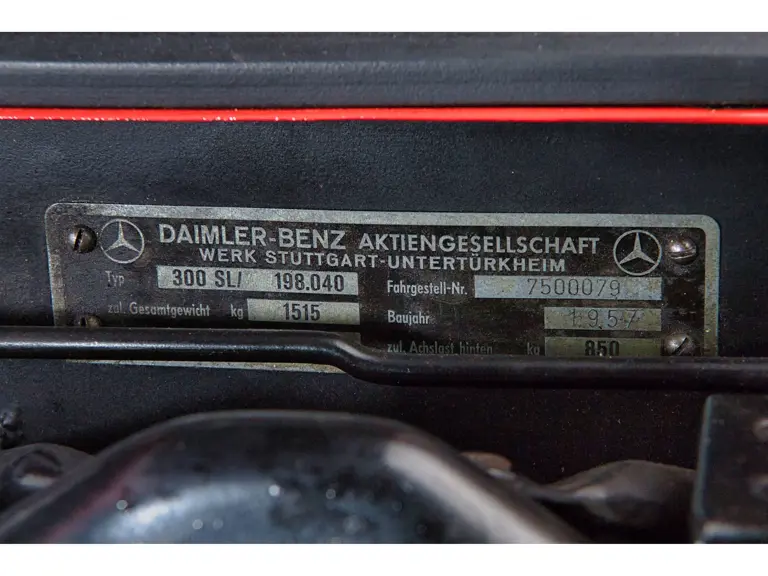 DAIMLER-BENZ AKTIENGESELLSCHAFT
WERK STUTTGART-UNTERTÜRKHEIM
Typ 300 SL/ 198.040 Fahrgestell-Nr. 7500079
zul. Gesamtgewicht kg 1515 Baujahr 1957
zul. Achslast hinten kg 850